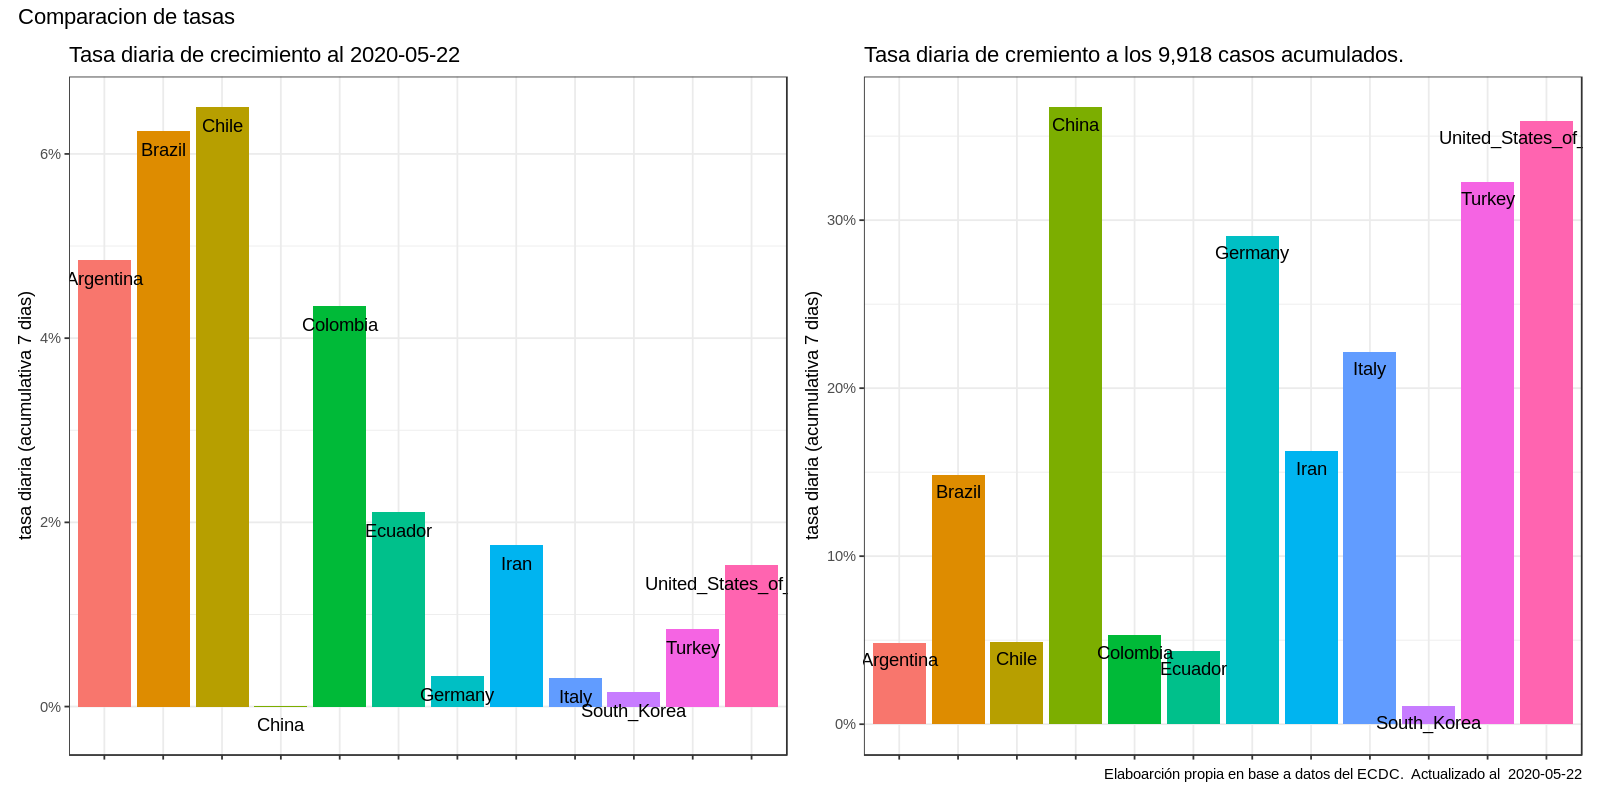 Comparacion de tasas
Tasa diaria de crecimiento al 2020-05-22
tasa diaria (acumulativa 7 dias)
6%
4%
2%
0%
Argentina
Brazil
Chile
China
Colombia
Ecuador
Germany
Iran
Italy
South_Korea
Turkey
United_States_of_
Tasa diaria de cremiento a los 9,918 casos acumulados.
tasa diaria (acumulativa 7 dias)
30%
20%
10%
0%
Argentina
Brazil
Chile
China
Colombia
Ecuador
Germany
Iran
Italy
South_Korea
Turkey
United_States_of_
Elaboarción propia en base a datos del ECDC.  Actualizado al  2020-05-22